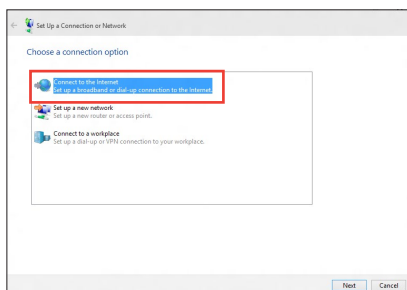 Set Up a Connection or Network
Choose a connection option
Connect to the Internet
Set up a broadband or dial-up connection to the Internet.
Set up a new network
Set up a new router or access point.
Connect to a workplace
Set up a dial-up or VPN connection to your workplace.
Next Cancel